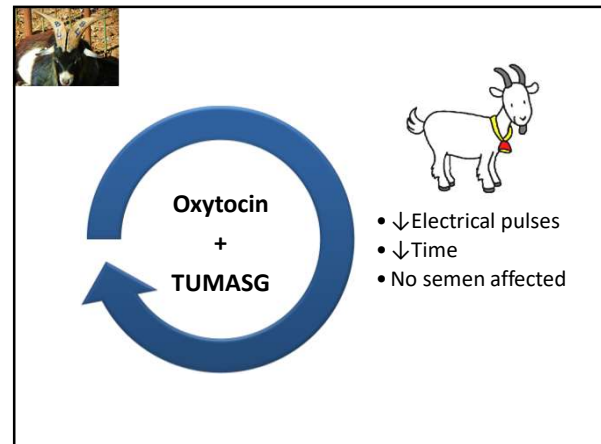 Oxytocin
+
TUMASG
• ↓Electrical pulses
• ↓Time
• No semen affected